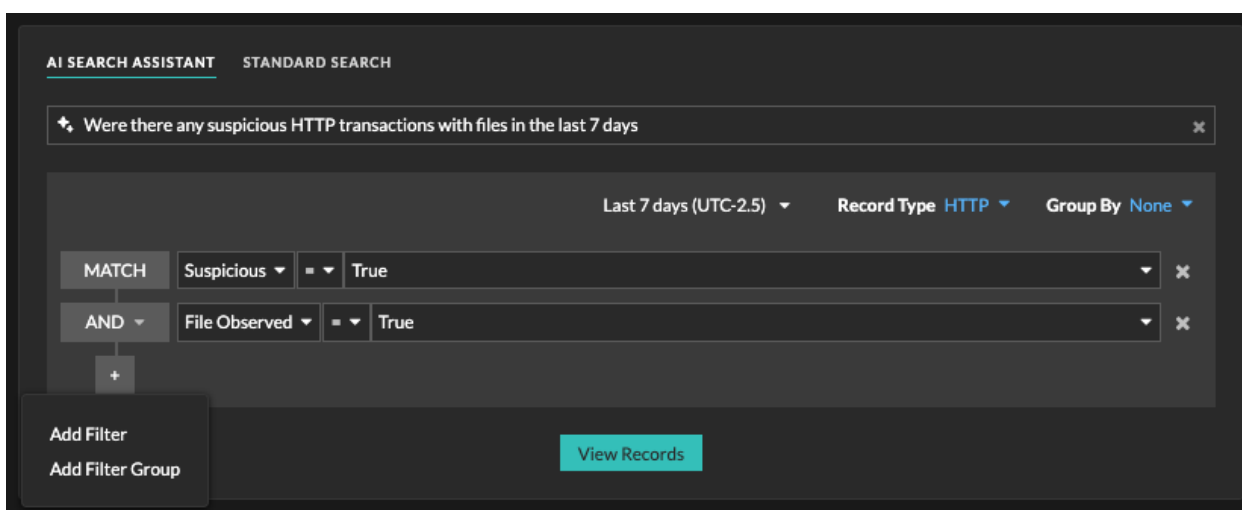 AI SEARCH ASSISTANT STANDARD SEARCH
Were there any suspicious HTTP transactions with files in the last 7 days
Last 7 days (UTC-2.5) Record Type HTTP Group By None
MATCH Suspicious = True
AND File Observed = True
+
Add Filter
Add Filter Group
View Records